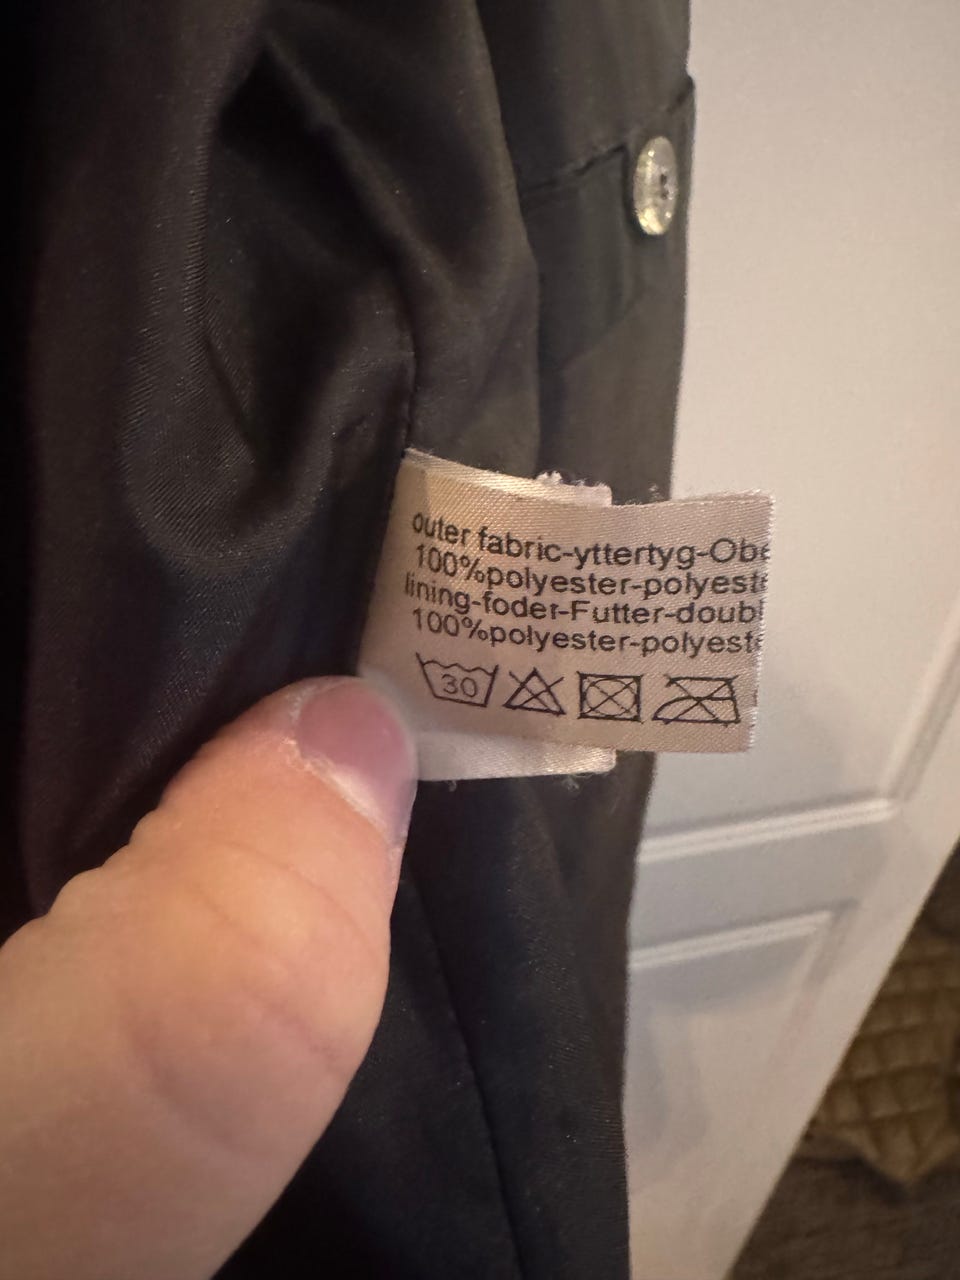 outer fabric-yttertyg-Obe
100%polyester-polyeste
lining-foder-Futter-doubl
100%polyester-polyeste
30